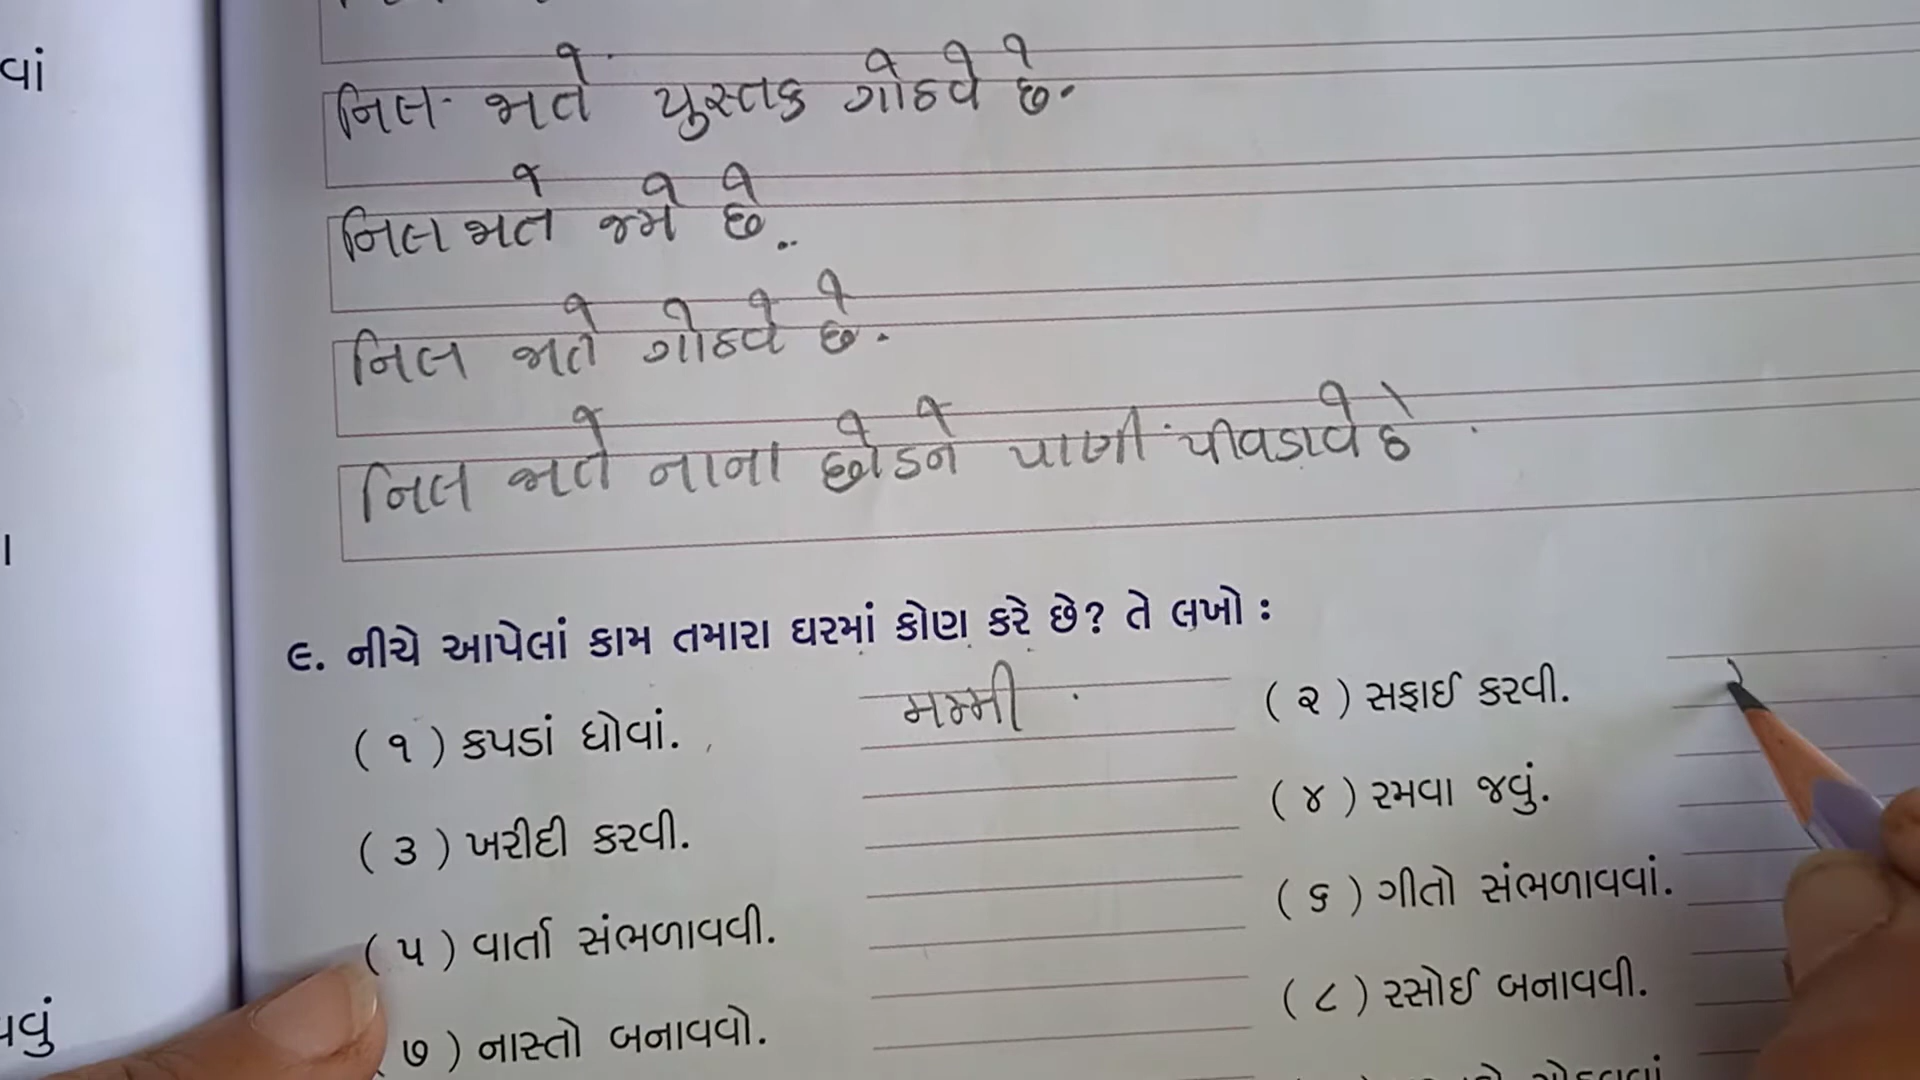 વાં
નિલ જાતે પુસ્તક ગોઠવે છે.
નિલ જાતે જમે છે..
નિલ જાતે ગોઠવે છે.
નિલ જાતે નાના છોડને પાણી પીવડાવે છે
૯. નીચે આપેલાં કામ તમારા ઘરમાં કોણ કરે છે? તે લખો :
(૧) કપડાં ધોવાં. મમ્મી (૨) સફાઈ કરવી.
(૩) ખરીદી કરવી. (૪) રમવા જવું.
(૫) વાર્તા સંભળાવવી. (૬) ગીતો સંભળાવવાં.
૭) નાસ્તો બનાવવો. (૮) રસોઈ બનાવવી.